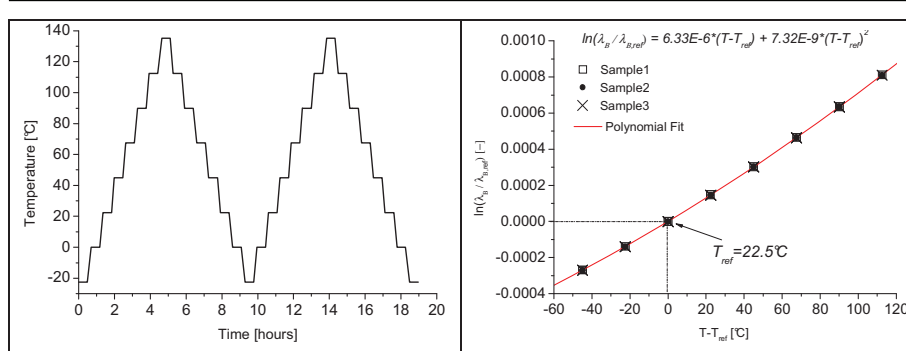 140
120
100
80
60
40
20
0
-20
Temperature [℃]
0 2 4 6 8 10 12 14 16 18 20
Time [hours]
ln(λB / λB,ref) = 6.33E-6*(T-Tref) + 7.32E-9*(T-Tref)²
Sample1
Sample2
Sample3
Polynomial Fit
0.0010
0.0008
0.0006
0.0004
0.0002
0.0000
-0.0002
-0.0004
ln(λB / λB,ref) [–]
Tref=22.5℃
-60 -40 -20 0 20 40 60 80 100 120
T-Tref [℃]